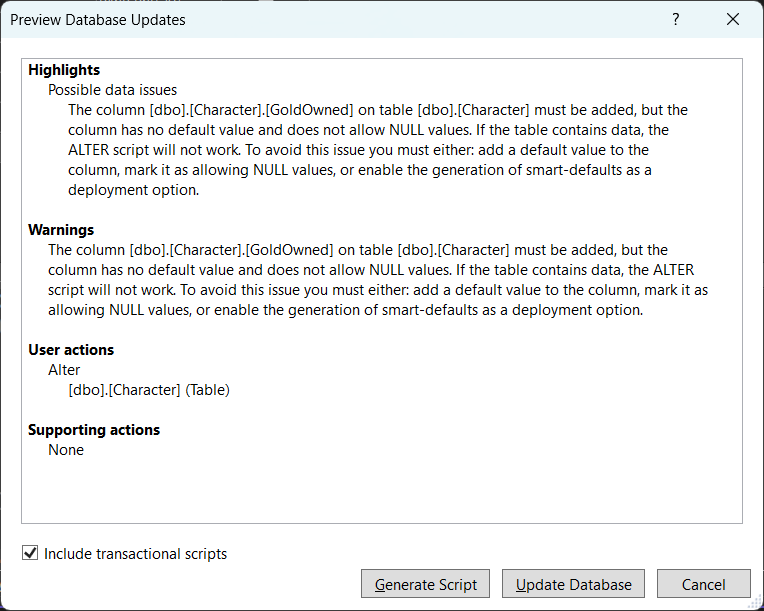 Preview Database Updates
?
Highlights
Possible data issues
The column [dbo].[Character].[GoldOwned] on table [dbo].[Character] must be added, but the
column has no default value and does not allow NULL values. If the table contains data, the
ALTER script will not work. To avoid this issue you must either: add a default value to the
column, mark it as allowing NULL values, or enable the generation of smart-defaults as a
deployment option.
Warnings
The column [dbo].[Character].[GoldOwned] on table [dbo].[Character] must be added, but the
column has no default value and does not allow NULL values. If the table contains data, the ALTER
script will not work. To avoid this issue you must either: add a default value to the column, mark it as
allowing NULL values, or enable the generation of smart-defaults as a deployment option.
User actions
Alter
[dbo].[Character] (Table)
Supporting actions
None
Include transactional scripts
Generate Script
Update Database
Cancel